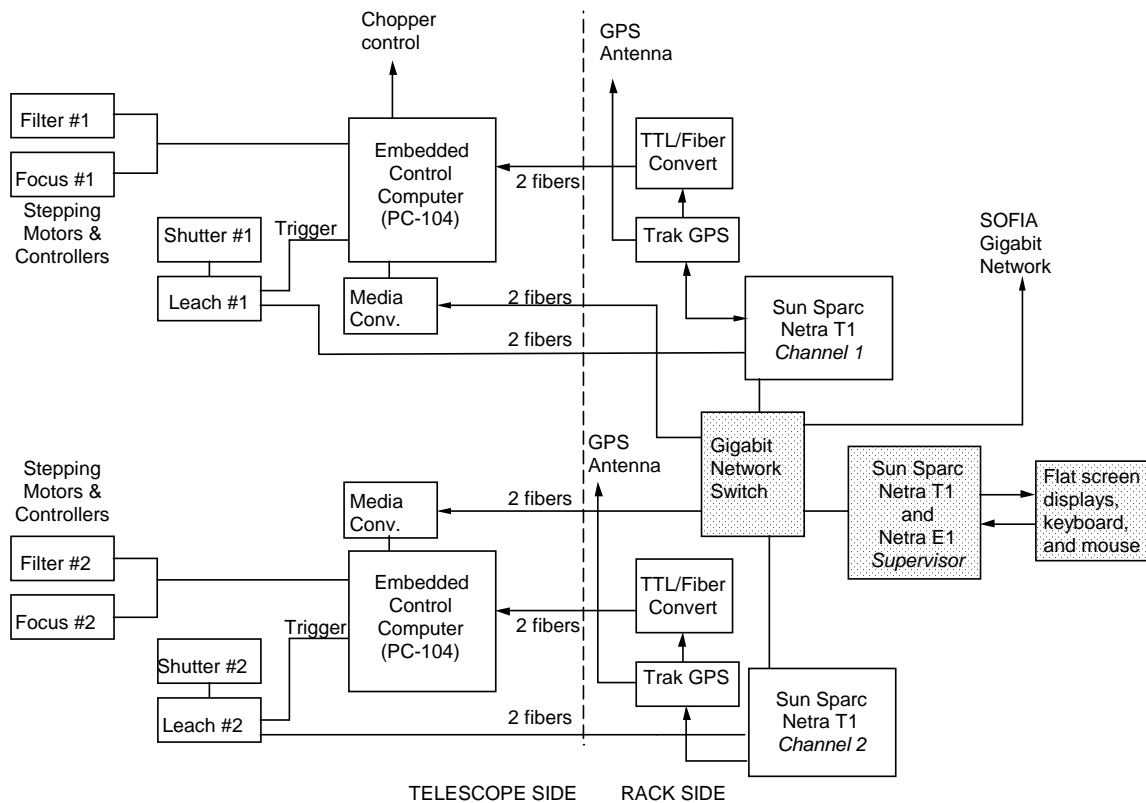 Chopper
control
GPS
Antenna
Filter #1
Focus #1
Stepping
Motors &
Controllers
Embedded
Control
Computer
(PC-104)
TTL/Fiber
Convert
2 fibers
Trak GPS
Shutter #1
Trigger
Leach #1
Media
Conv.
2 fibers
2 fibers
Sun Sparc
Netra T1
Channel 1
SOFIA
Gigabit
Network
GPS
Antenna
Gigabit
Network
Switch
Sun Sparc
Netra T1
and
Netra E1
Supervisor
Flat screen
displays,
keyboard,
and mouse
Stepping
Motors &
Controllers
Media
Conv.
2 fibers
Filter #2
Focus #2
Embedded
Control
Computer
(PC-104)
TTL/Fiber
Convert
2 fibers
Trigger
Shutter #2
Leach #2
Trak GPS
2 fibers
Sun Sparc
Netra T1
Channel 2
TELESCOPE SIDE
RACK SIDE